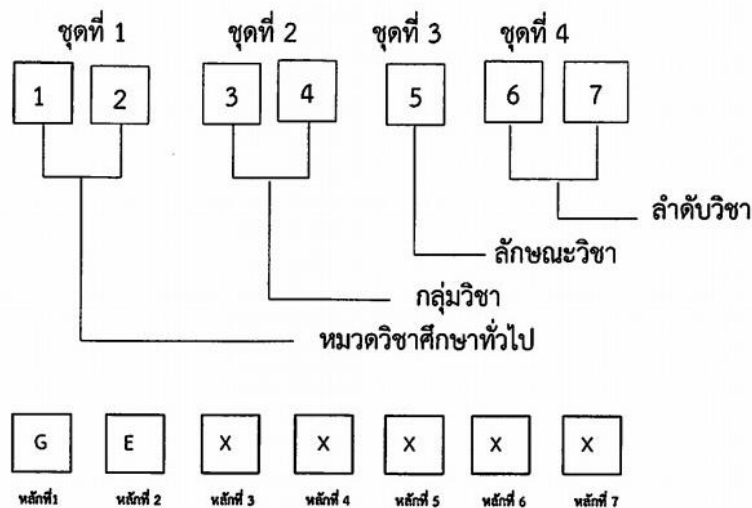 ชุดที่ 1 ชุดที่ 2 ชุดที่ 3 ชุดที่ 4
1 2 3 4 5 6 7
ลำดับวิชา
ลักษณะวิชา
กลุ่มวิชา
หมวดวิชาศึกษาทั่วไป
G E X X X X X
หลักที่1 หลักที่ 2 หลักที่ 3 หลักที่ 4 หลักที่ 5 หลักที่ 6 หลักที่ 7